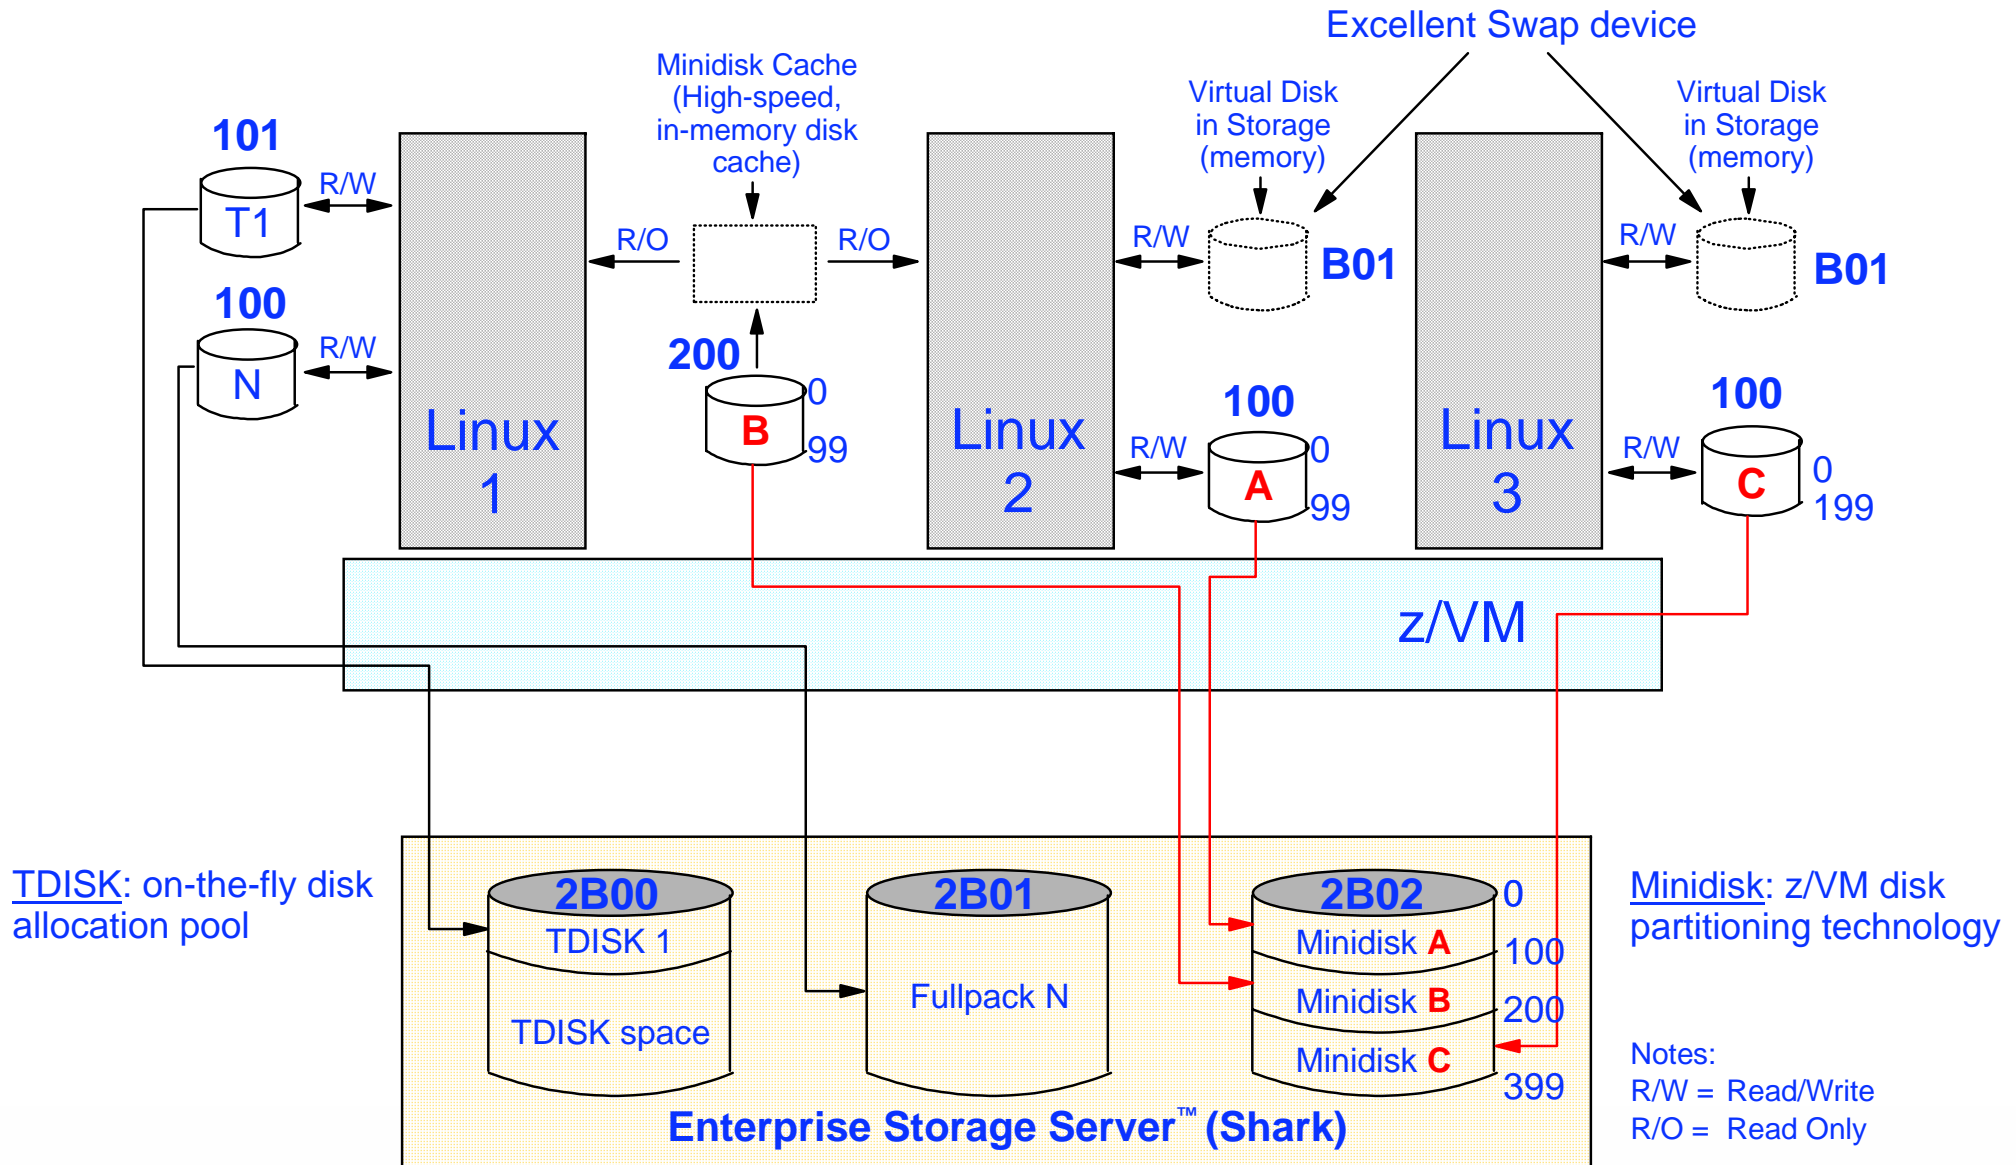 Excellent Swap device
Minidisk Cache
(High-speed,
in-memory disk
cache)
Virtual Disk
in Storage
(memory)
Virtual Disk
in Storage
(memory)
101
R/W
T1
R/O
R/O
R/W
B01
R/W
B01
100
R/W
N
200
0
B
99
100
0
R/W
A
99
100
R/W
C
0
199
Linux
1
Linux
2
Linux
3
z/VM
TDISK: on-the-fly disk
allocation pool
2B00
TDISK 1
TDISK space
2B01
Fullpack N
2B02
0
Minidisk A
100
Minidisk B
200
Minidisk C
399
Enterprise Storage Server™ (Shark)
Minidisk: z/VM disk
partitioning technology
Notes:
R/W = Read/Write
R/O = Read Only